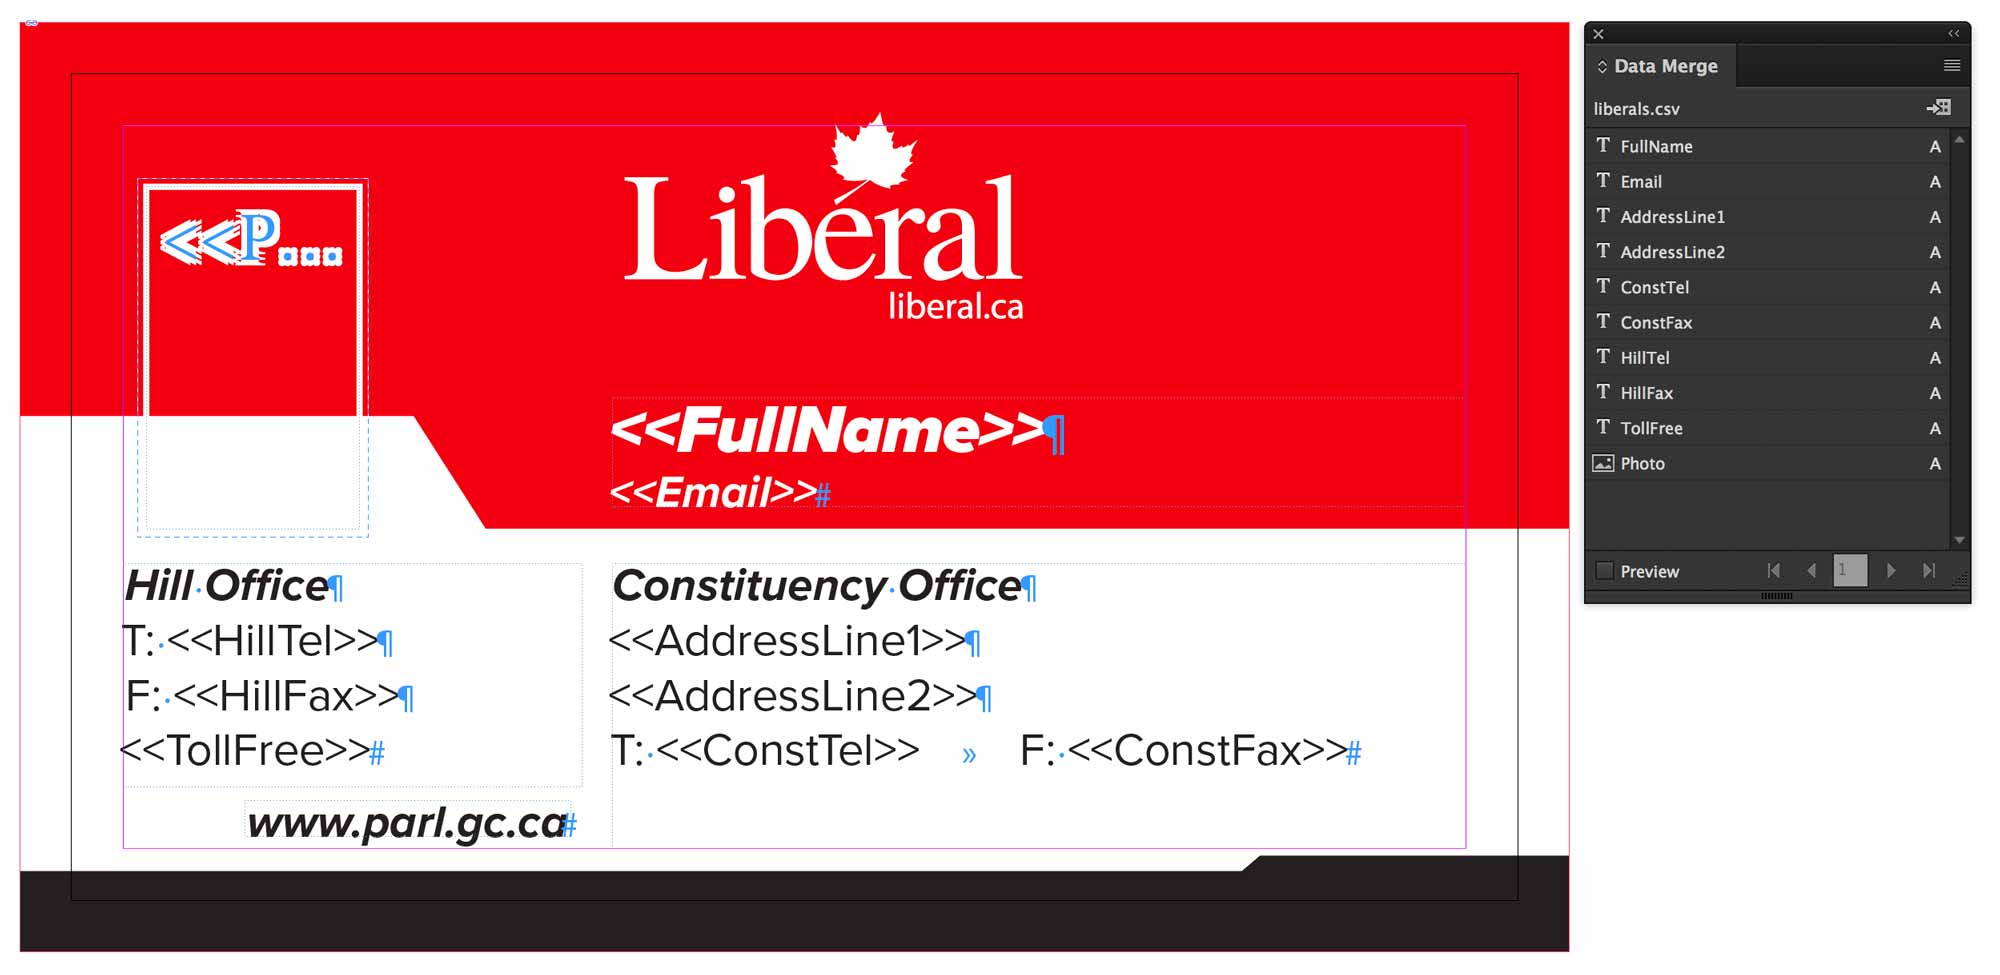 <<P...
Libéral
liberal.ca
<<FullName>>¶
<<Email>>#
Hill·Office¶
T:·<<HillTel>>¶
F:·<<HillFax>>¶
<<TollFree>>#
www.parl.gc.ca#
Constituency·Office¶
<<AddressLine1>>¶
<<AddressLine2>>¶
T:·<<ConstTel>> » F:·<<ConstFax>>#
Data Merge
liberals.csv
T FullName A
T Email A
T AddressLine1 A
T AddressLine2 A
T ConstTel A
T ConstFax A
T HillTel A
T HillFax A
T TollFree A
Photo A
Preview 1